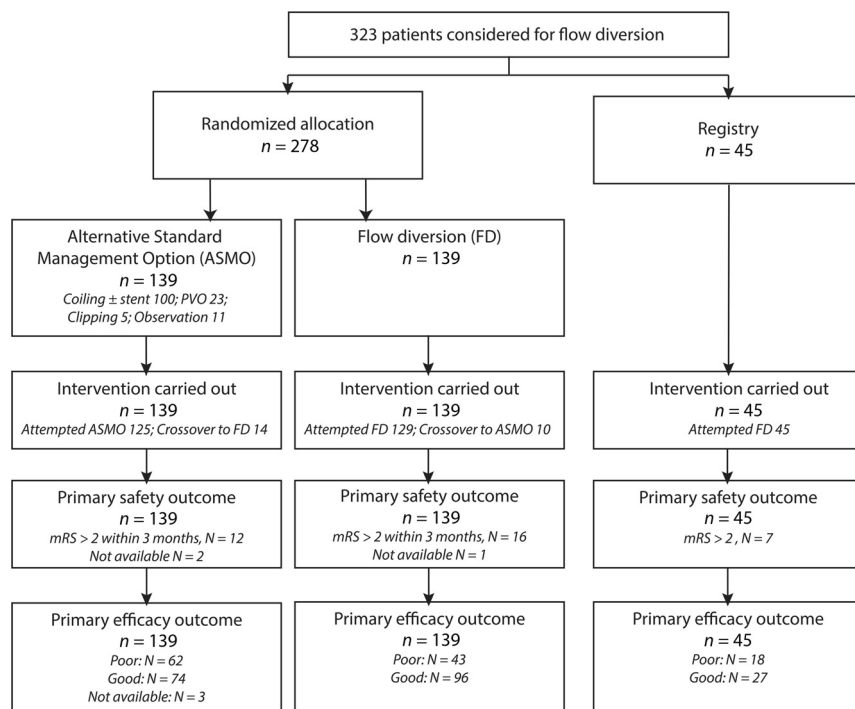 323 patients considered for flow diversion
Randomized allocation
n = 278
Registry
n = 45
Alternative Standard
Management Option (ASMO)
n = 139
Coiling ± stent 100; PVO 23;
Clipping 5; Observation 11
Flow diversion (FD)
n = 139
Intervention carried out
n = 139
Attempted ASMO 125; Crossover to FD 14
Intervention carried out
n = 139
Attempted FD 129; Crossover to ASMO 10
Intervention carried out
n = 45
Attempted FD 45
Primary safety outcome
n = 139
mRS > 2 within 3 months, N = 12
Not available N = 2
Primary safety outcome
n = 139
mRS > 2 within 3 months, N = 16
Not available N = 1
Primary safety outcome
n = 45
mRS > 2 , N = 7
Primary efficacy outcome
n = 139
Poor: N = 62
Good: N = 74
Not available: N = 3
Primary efficacy outcome
n = 139
Poor: N = 43
Good: N = 96
Primary efficacy outcome
n = 45
Poor: N = 18
Good: N = 27